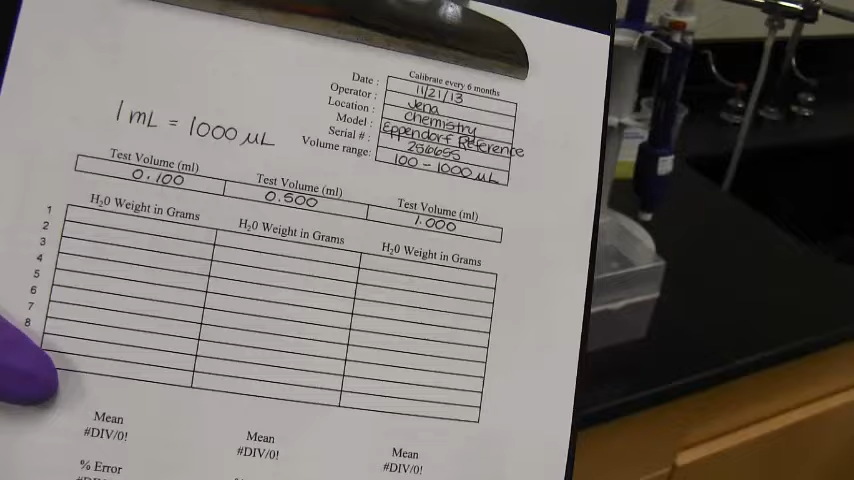 Calibrate every 6 months
Date : 11/21/13
Operator : Jena
Location : Chemistry
Model : Eppendorf Reference
Serial # : 256655
Volume range: 100 - 1000 µL
1 mL = 1000 µL
Test Volume (ml) Test Volume (ml) Test Volume (ml)
0.100 0.500 1.000
H20 Weight in Grams H20 Weight in Grams H20 Weight in Grams
1
2
3
4
5
6
7
8
Mean Mean Mean
#DIV/0! #DIV/0! #DIV/0!
% Error